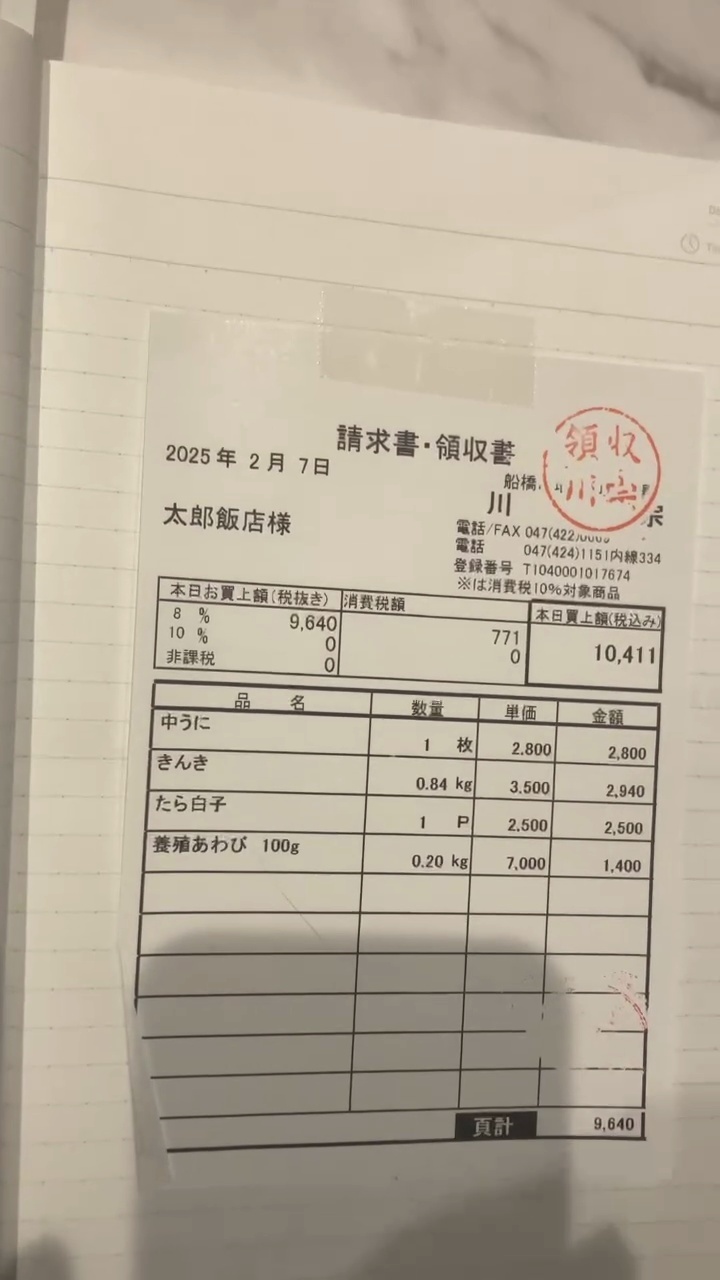 請求書・領収書
2025年 2月 7日
領収
船橋
川
太郎飯店様
電話/FAX 047(422)
電話 047(424)1151内線334
登録番号 T1040001017674
※は消費税10%対象商品
本日お買上額(税抜き) 消費税額 本日買上額(税込み)
8 % 9,640 771 10,411
10 % 0 0
非課税 0
品 名 数量 単価 金額
中うに 1 枚 2.800 2,800
きんき 0.84 kg 3.500 2,940
たら白子 1 P 2.500 2,500
養殖あわび 100g 0.20 kg 7,000 1,400
頁計 9,640